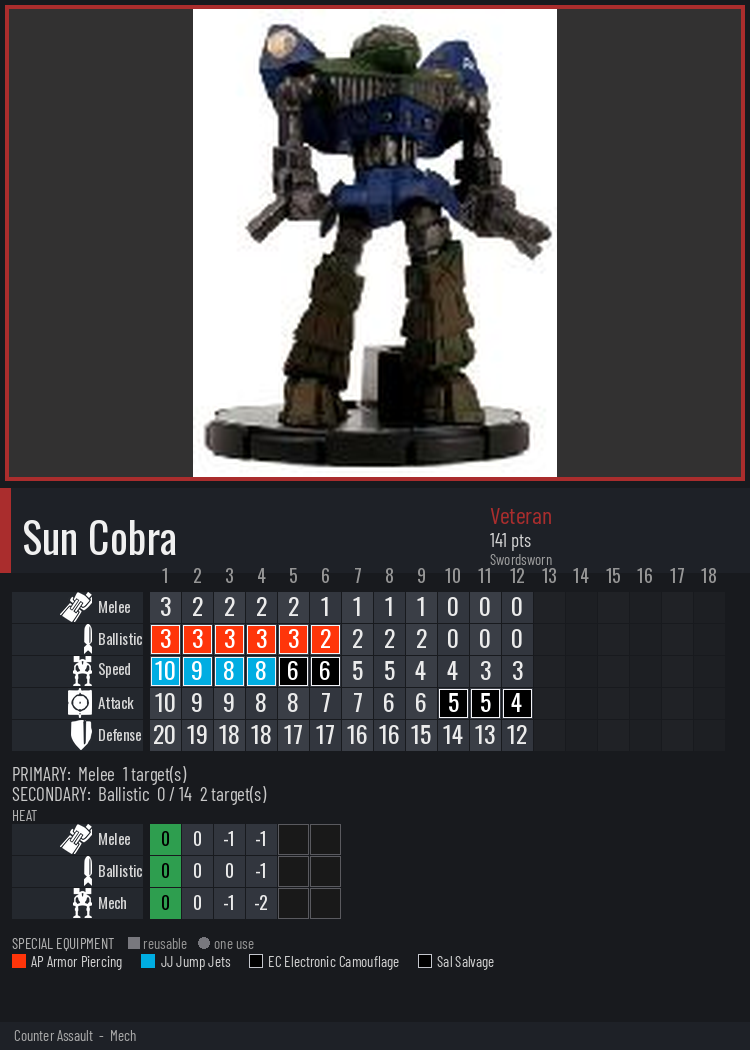 Sun Cobra
Veteran
141 pts
Swordsworn
1 2 3 4 5 6 7 8 9 10 11 12 13 14 15 16 17 18
Melee 3 2 2 2 2 1 1 1 1 0 0 0
Ballistic 3 3 3 3 3 2 2 2 2 0 0 0
Speed 10 9 8 8 6 6 5 5 4 4 3 3
Attack 10 9 9 8 8 7 7 6 6 5 5 4
Defense 20 19 18 18 17 17 16 16 15 14 13 12
PRIMARY: Melee 1 target(s)
SECONDARY: Ballistic 0 / 14 2 target(s)
HEAT
Melee 0 0 -1 -1
Ballistic 0 0 0 -1
Mech 0 0 -1 -2
SPECIAL EQUIPMENT reusable one use
AP Armor Piercing JJ Jump Jets EC Electronic Camouflage Sal Salvage
Counter Assault - Mech